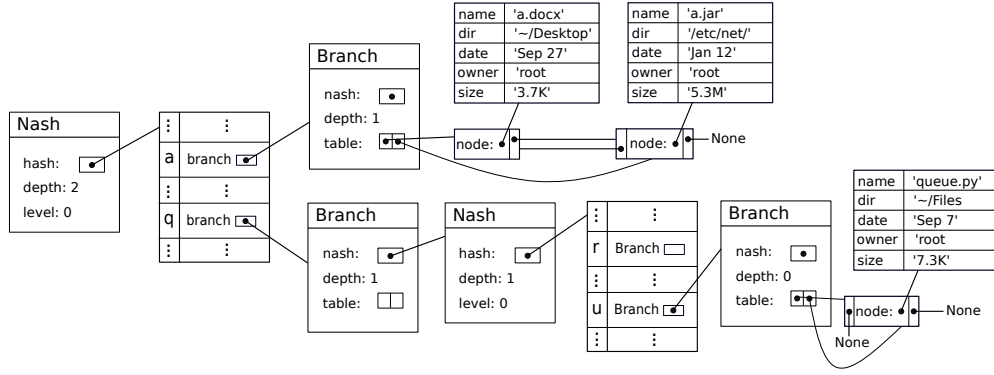 Nash
hash:
depth: 2
level: 0
⋮ ⋮
a branch
⋮ ⋮
q branch
⋮ ⋮
Branch
nash:
depth: 1
table:
name 'a.docx'
dir '~/Desktop'
date 'Sep 27'
owner 'root
size '3.7K'
node:
name 'a.jar'
dir '/etc/net/'
date 'Jan 12'
owner 'root
size '5.3M'
node:
None
Branch
nash:
depth: 1
table:
Nash
hash:
depth: 1
level: 0
⋮ ⋮
r Branch
⋮ ⋮
u Branch
⋮ ⋮
Branch
nash:
depth: 0
table:
name 'queue.py'
dir '~/Files
date 'Sep 7'
owner 'root
size '7.3K'
node:
None
None